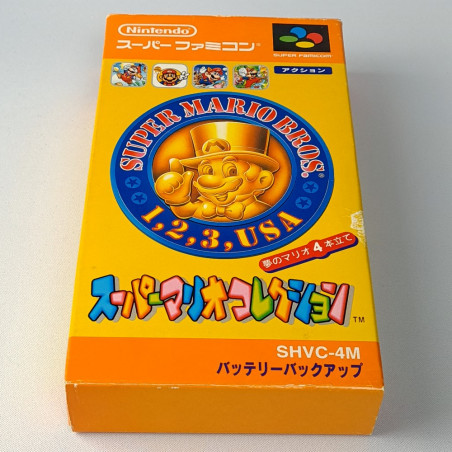 Nintendo
スーパーファミコン
SUPER FAMICOM
アクション
SUPER MARIO BROS.
1, 2, 3, USA
夢のマリオ4本立て
スーパーマリオコレクション
TM
SHVC-4M
バッテリーバックアップ